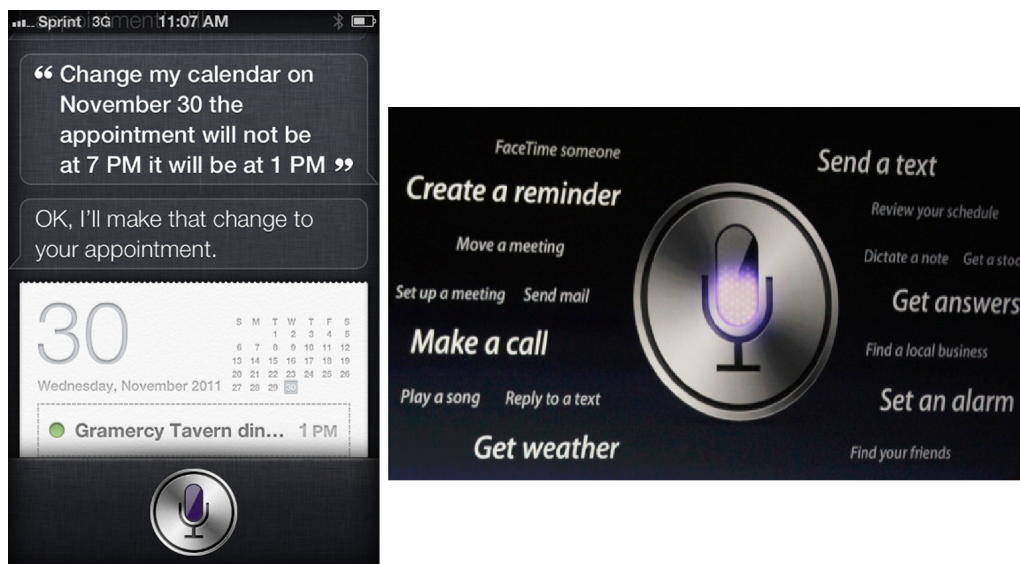 Sprint 3G 11:07 AM
“ Change my calendar on
November 30 the
appointment will not be
at 7 PM it will be at 1 PM ”
OK, I'll make that change to
your appointment.
30
Wednesday, November 2011
S M T W T F S
1 2 3 4 5
6 7 8 9 10 11 12
13 14 15 16 17 18 19
20 21 22 23 24 25 26
27 28 29 30
Gramercy Tavern din... 1 PM
FaceTime someone
Create a reminder
Move a meeting
Set up a meeting Send mail
Make a call
Play a song Reply to a text
Get weather
Send a text
Review your schedule
Dictate a note Get a stoc
Get answers
Find a local business
Set an alarm
Find your friends